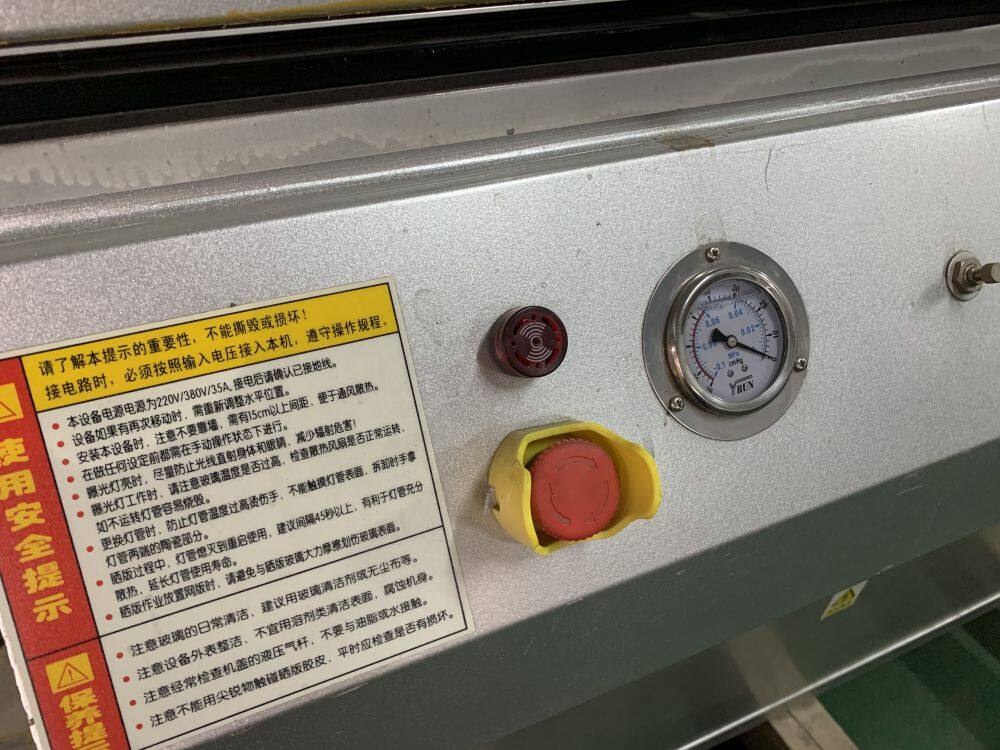 请了解本提示的重要性，不能撕毁或损坏！
接电路时，必须按照输入电压接入本机，遵守操作规程。
使用安全提示
• 本设备电源电源为220V/380V/35A，接电后请确认已接地线。
• 设备如果有再次移动时，需重新调整水平位置。
• 安装本设备时，注意不要靠墙，需有15cm以上间距，便于通风散热。
• 在做任何设定前都需在手动操作状态下进行。
• 曝光灯亮时，尽量防止光线直射身体和眼睛，减少辐射危害！
• 曝光灯工作时，请注意玻璃温度是否过高，检查散热风扇是否正常运转，
如不运转灯管容易烧毁。
• 更换灯管时，防止灯管温度过高烫伤手，不能触摸灯管表面，拆卸时手拿
灯管两端的陶瓷部分。
• 晒版过程中，灯管熄灭到重启使用，建议间隔45秒以上，有利于灯管充分
散热，延长灯管使用寿命。
• 晒版作业放置网版时，请避免与晒版玻璃大力摩擦划伤玻璃表面。
保养提示
• 注意玻璃的日常清洁，建议用玻璃清洁剂或无尘布等。
• 注意设备外表整洁，不宜用溶剂类清洁表面，腐蚀机身。
• 注意经常检查机盖的液压气杆，不要与油脂或水接触。
• 注意不能用尖锐物触碰晒版胶皮，平时应检查是否有损坏。
30
20
10
0.06
0.04
0.02
-0.1
MPa
cmHg
YRUN